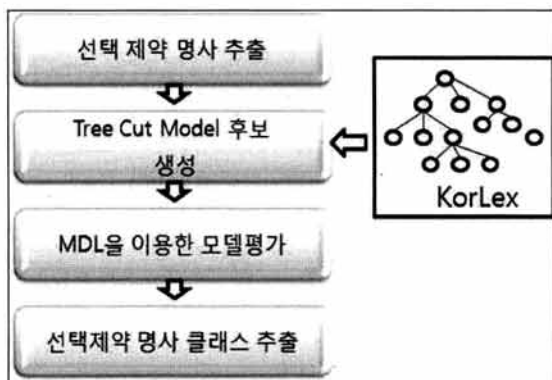 선택 제약 명사 추출
Tree Cut Model 후보
생성
KorLex
MDL을 이용한 모델평가
선택제약 명사 클래스 추출